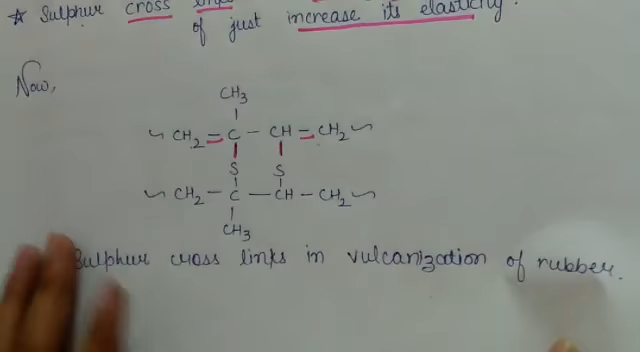 * Sulphur cross links
of just increase its elasticity.
Now,
CH3
~ CH2 = C - CH = CH2 ~
S S
~ CH2 - C - CH - CH2 ~
CH3
Sulphur cross links in vulcanization of rubber.